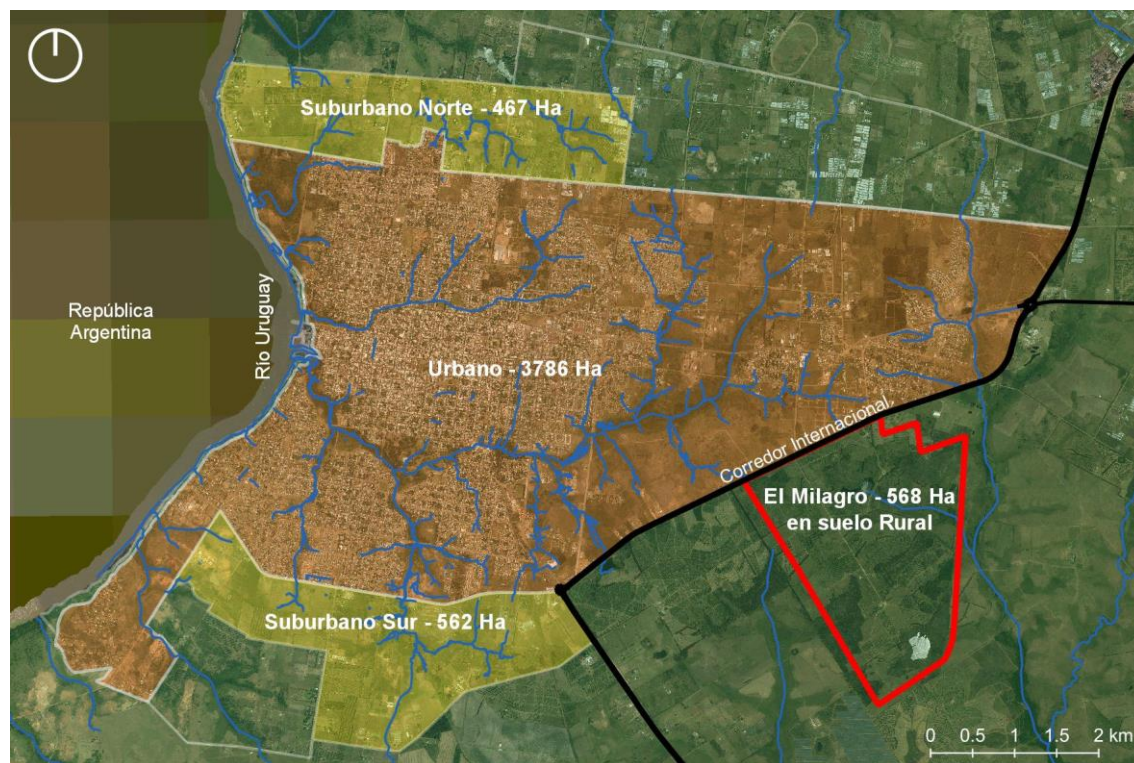 Suburbano Norte - 467 Ha
República
Argentina
Río Uruguay
Urbano - 3786 Ha
Corredor Internacional,
El Milagro - 568 Ha
en suelo Rural
Suburbano Sur - 562 Ha
0 0.5 1 1.5 2 km